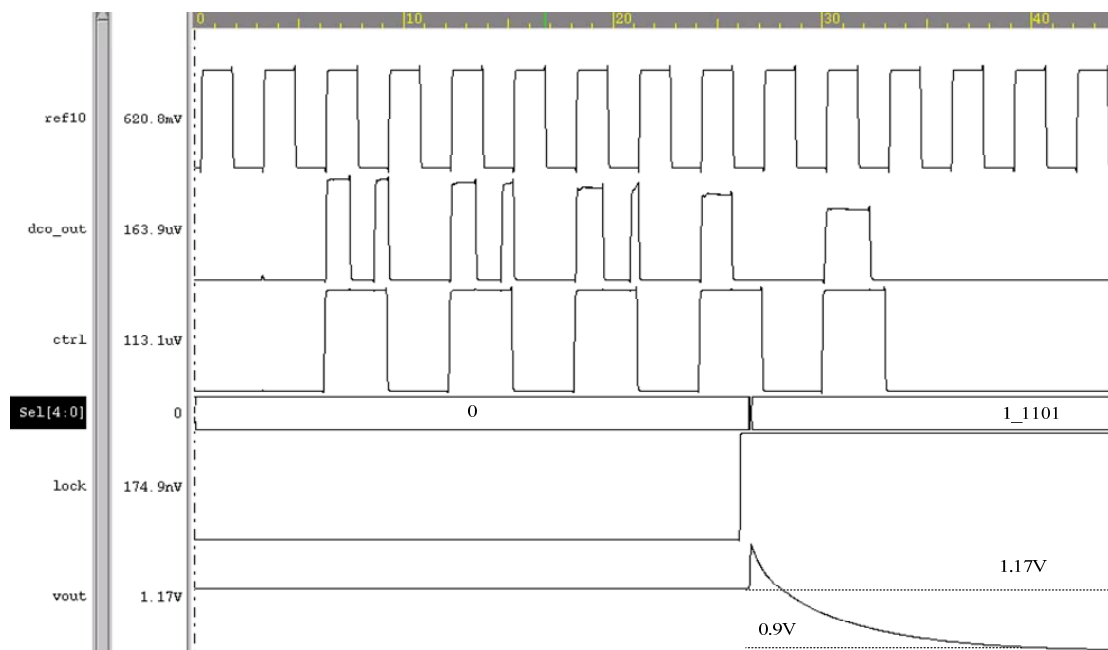 0 10 20 30 40
ref10 620.8mV
dco_out 163.9uV
ctrl 113.1uV
Sel[4:0] 0 0 1_1101
lock 174.9nV
1.17V
vout 1.17V
0.9V